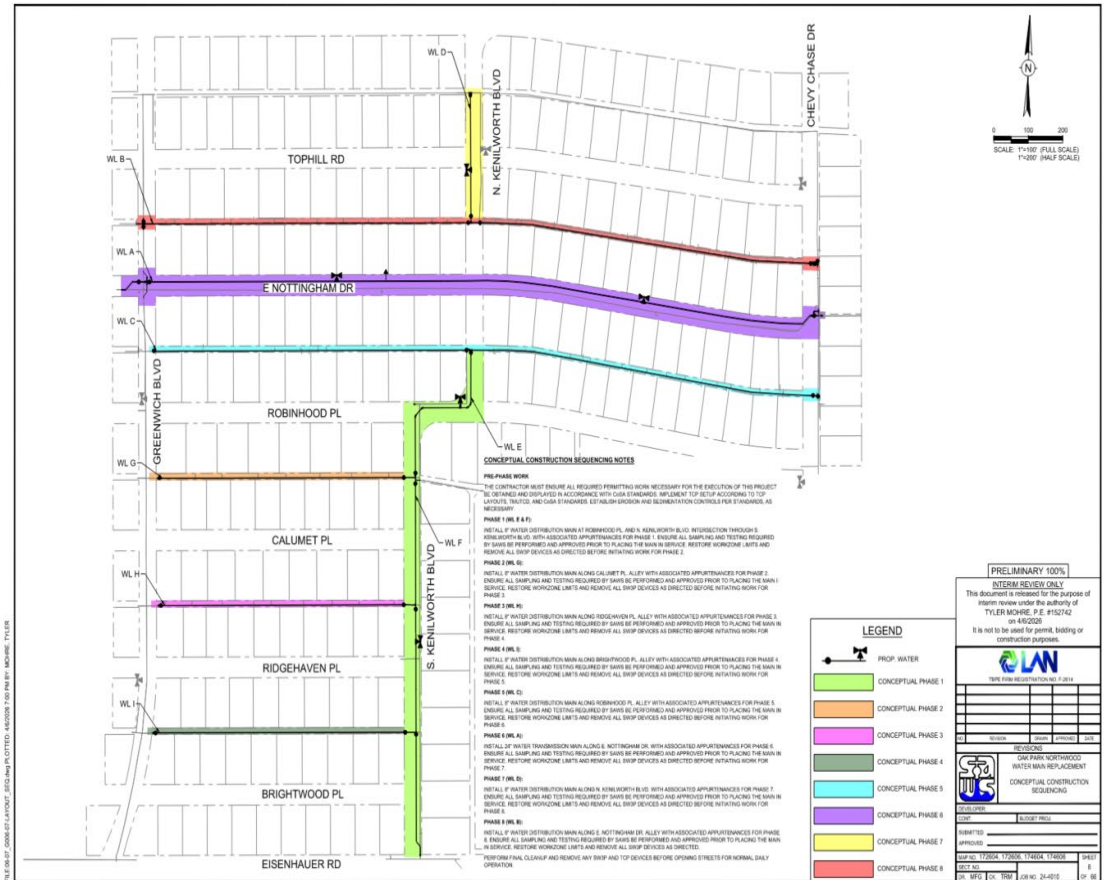 WL D
N. KENILWORTH BLVD
CHEVY CHASE DR
N
0 100 200
SCALE: 1"=100' (FULL SCALE)
1"=200' (HALF SCALE)
TOPHILL RD
WL B
WL A
E NOTTINGHAM DR
WL C
GREENWICH BLVD
ROBINHOOD PL
WL E
WL G
CALUMET PL
WL F
WL H
S. KENILWORTH BLVD
RIDGEHAVEN PL
WL I
BRIGHTWOOD PL
EISENHAUER RD
CONCEPTUAL CONSTRUCTION SEQUENCING NOTES
PRE-PHASE WORK
THE CONTRACTOR MUST ENSURE ALL REQUIRED PERMITTING WORK NECESSARY FOR THE EXECUTION OF THIS PROJECT
BE OBTAINED AND DISPLAYED IN ACCORDANCE WITH CoSA STANDARDS. IMPLEMENT TCP SETUP ACCORDING TO TCP
LAYOUTS, TMUTCD, AND CoSA STANDARDS. ESTABLISH EROSION AND SEDIMENTATION CONTROLS PER STANDARDS, AS
NECESSARY.
PHASE 1 (WL E & F):
INSTALL 8" WATER DISTRIBUTION MAIN AT ROBINHOOD PL. AND N. KENILWORTH BLVD. INTERSECTION THROUGH S.
KENILWORTH BLVD. WITH ASSOCIATED APPURTENANCES FOR PHASE 1. ENSURE ALL SAMPLING AND TESTING REQUIRED
BY SAWS BE PERFORMED AND APPROVED PRIOR TO PLACING THE MAIN IN SERVICE. RESTORE WORKZONE LIMITS AND
REMOVE ALL SW3P DEVICES AS DIRECTED BEFORE INITIATING WORK FOR PHASE 2.
PHASE 2 (WL G):
INSTALL 8" WATER DISTRIBUTION MAIN ALONG CALUMET PL. ALLEY WITH ASSOCIATED APPURTENANCES FOR PHASE 2.
ENSURE ALL SAMPLING AND TESTING REQUIRED BY SAWS BE PERFORMED AND APPROVED PRIOR TO PLACING THE MAIN I
SERVICE. RESTORE WORKZONE LIMITS AND REMOVE ALL SW3P DEVICES AS DIRECTED BEFORE INITIATING WORK FOR
PHASE 3.
PHASE 3 (WL H):
INSTALL 8" WATER DISTRIBUTION MAIN ALONG RIDGEHAVEN PL. ALLEY WITH ASSOCIATED APPURTENANCES FOR PHASE 3.
ENSURE ALL SAMPLING AND TESTING REQUIRED BY SAWS BE PERFORMED AND APPROVED PRIOR TO PLACING THE MAIN IN
SERVICE. RESTORE WORKZONE LIMITS AND REMOVE ALL SW3P DEVICES AS DIRECTED BEFORE INITIATING WORK FOR
PHASE 4.
PHASE 4 (WL I):
INSTALL 8" WATER DISTRIBUTION MAIN ALONG BRIGHTWOOD PL. ALLEY WITH ASSOCIATED APPURTENANCES FOR PHASE 4.
ENSURE ALL SAMPLING AND TESTING REQUIRED BY SAWS BE PERFORMED AND APPROVED PRIOR TO PLACING THE MAIN IN
SERVICE. RESTORE WORKZONE LIMITS AND REMOVE ALL SW3P DEVICES AS DIRECTED BEFORE INITIATING WORK FOR
PHASE 5.
PHASE 5 (WL C):
INSTALL 8" WATER DISTRIBUTION MAIN ALONG ROBINHOOD PL. ALLEY WITH ASSOCIATED APPURTENANCES FOR PHASE 5.
ENSURE ALL SAMPLING AND TESTING REQUIRED BY SAWS BE PERFORMED AND APPROVED PRIOR TO PLACING THE MAIN IN
SERVICE. RESTORE WORKZONE LIMITS AND REMOVE ALL SW3P DEVICES AS DIRECTED BEFORE INITIATING WORK FOR
PHASE 6.
PHASE 6 (WL A):
INSTALL 24" WATER TRANSMISSION MAIN ALONG E. NOTTINGHAM DR. WITH ASSOCIATED APPURTENANCES FOR PHASE 6.
ENSURE ALL SAMPLING AND TESTING REQUIRED BY SAWS BE PERFORMED AND APPROVED PRIOR TO PLACING THE MAIN IN
SERVICE. RESTORE WORKZONE LIMITS AND REMOVE ALL SW3P DEVICES AS DIRECTED BEFORE INITIATING WORK FOR
PHASE 7.
PHASE 7 (WL D):
INSTALL 8" WATER DISTRIBUTION MAIN ALONG N. KENILWORTH BLVD. WITH ASSOCIATED APPURTENANCES FOR PHASE 7.
ENSURE ALL SAMPLING AND TESTING REQUIRED BY SAWS BE PERFORMED AND APPROVED PRIOR TO PLACING THE MAIN IN
SERVICE. RESTORE WORKZONE LIMITS AND REMOVE ALL SW3P DEVICES AS DIRECTED BEFORE INITIATING WORK FOR
PHASE 8.
PHASE 8 (WL B):
INSTALL 8" WATER DISTRIBUTION MAIN ALONG E. NOTTINGHAM DR. ALLEY WITH ASSOCIATED APPURTENANCES FOR PHASE
8. ENSURE ALL SAMPLING AND TESTING REQUIRED BY SAWS BE PERFORMED AND APPROVED PRIOR TO PLACING THE MAIN
IN SERVICE. RESTORE WORKZONE LIMITS AND REMOVE ALL SW3P DEVICES AS DIRECTED.
PERFORM FINAL CLEANUP AND REMOVE ANY SW3P AND TCP DEVICES BEFORE OPENING STREETS FOR NORMAL DAILY
OPERATION.
LEGEND
PROP. WATER
CONCEPTUAL PHASE 1
CONCEPTUAL PHASE 2
CONCEPTUAL PHASE 3
CONCEPTUAL PHASE 4
CONCEPTUAL PHASE 5
CONCEPTUAL PHASE 6
CONCEPTUAL PHASE 7
CONCEPTUAL PHASE 8
PRELIMINARY 100%
INTERIM REVIEW ONLY
This document is released for the purpose of
interim review under the authority of
TYLER MOHRE, P.E. #152742
on 4/6/2026
It is not to be used for permit, bidding or
construction purposes.
LAN
TBPE FIRM REGISTRATION NO. F-2614
NO. REVISION DRAWN APPROVED DATE
REVISIONS
OAK PARK NORTHWOOD
WATER MAIN REPLACEMENT
CONCEPTUAL CONSTRUCTION
SEQUENCING
SAWS
DEVELOPER:
CONT. BUDGET PROJ.
SUBMITTED
APPROVED
MAP NO. 172604, 172606, 174604, 174606 SHEET
SECT NO. 8
DR. MFG CK. TRM JOB NO. 24-4010 OF 66